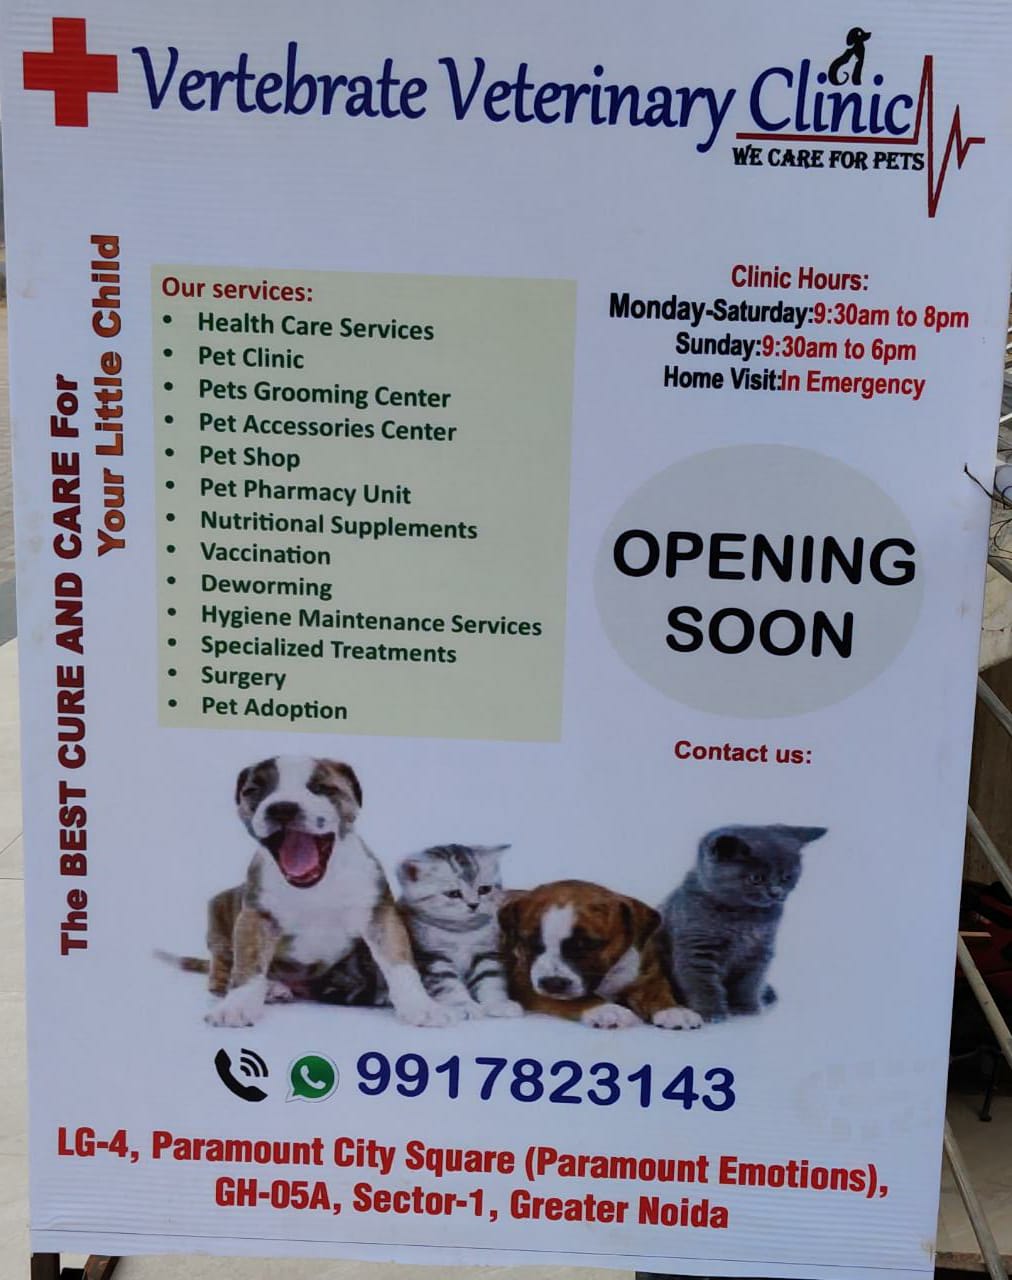 Vertebrate Veterinary Clinic
WE CARE FOR PETS
The BEST CURE AND CARE For
Your Little Child
Our services:
• Health Care Services
• Pet Clinic
• Pets Grooming Center
• Pet Accessories Center
• Pet Shop
• Pet Pharmacy Unit
• Nutritional Supplements
• Vaccination
• Deworming
• Hygiene Maintenance Services
• Specialized Treatments
• Surgery
• Pet Adoption
Clinic Hours:
Monday-Saturday:9:30am to 8pm
Sunday:9:30am to 6pm
Home Visit:In Emergency
OPENING
SOON
Contact us:
9917823143
LG-4, Paramount City Square (Paramount Emotions),
GH-05A, Sector-1, Greater Noida